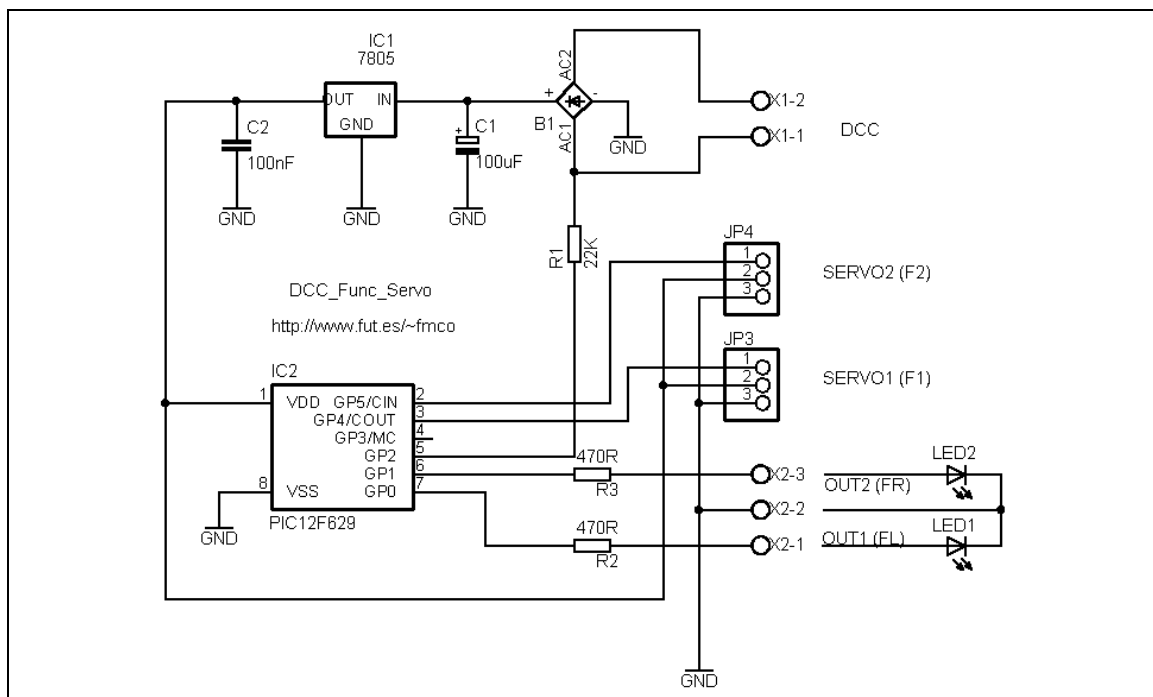 IC1
7805
OUT IN
GND
C2
100nF
GND
GND
+
C1
100uF
GND
+
-
B1
AC2
AC1
GND
X1-2
X1-1
DCC
R1
22K
DCC_Func_Servo
http://www.fut.es/~fmco
JP4
1
2
3
SERVO2 (F2)
JP3
1
2
3
SERVO1 (F1)
IC2
1 VDD GP5/CIN 2
GP4/COUT 3
GP3/MC 4
GP2 5
GP1 6
8 VSS GP0 7
PIC12F629
GND
470R
R3
X2-3
OUT2 (FR)
LED2
X2-2
470R
R2
X2-1
OUT1 (FL)
LED1
GND